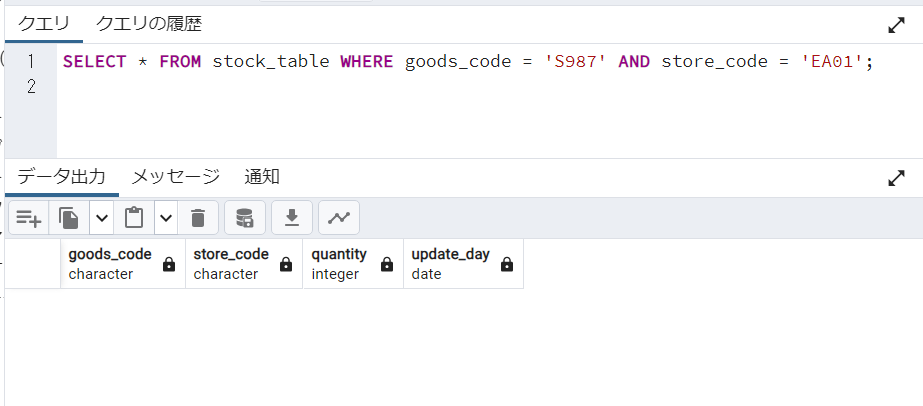 クエリ クエリの履歴
1 SELECT * FROM stock_table WHERE goods_code = 'S987' AND store_code = 'EA01';
2
データ出力 メッセージ 通知
goods_code store_code quantity update_day
character character integer date